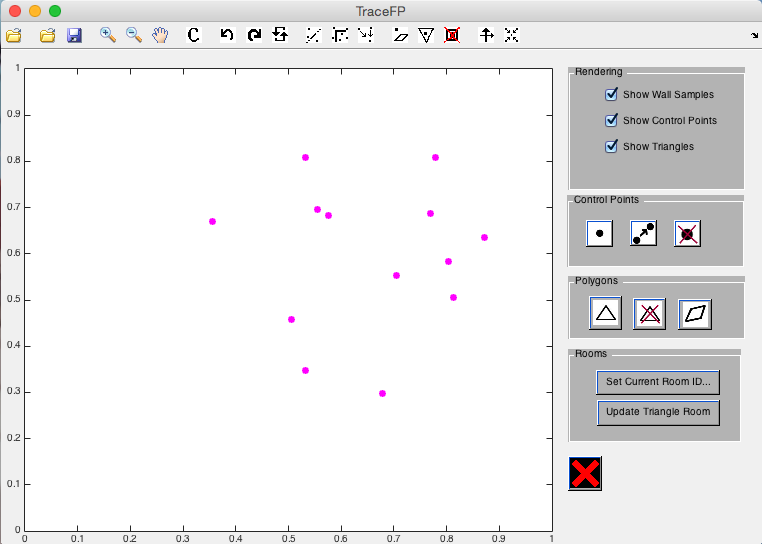 TraceFP
C
1
0.9
0.8
0.7
0.6
0.5
0.4
0.3
0.2
0.1
0
0
0.1
0.2
0.3
0.4
0.5
0.6
0.7
0.8
0.9
1
Rendering
Show Wall Samples
Show Control Points
Show Triangles
Control Points
Polygons
Rooms
Set Current Room ID...
Update Triangle Room